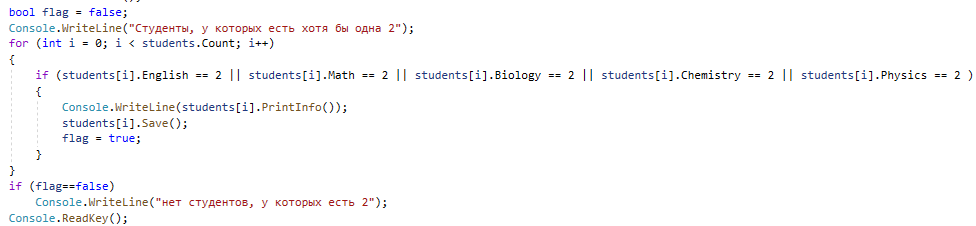 bool flag = false;
Console.WriteLine("Студенты, у которых есть хотя бы одна 2");
for (int i = 0; i < students.Count; i++)
{
if (students[i].English == 2 || students[i].Math == 2 || students[i].Biology == 2 || students[i].Chemistry == 2 || students[i].Physics == 2 )
{
Console.WriteLine(students[i].PrintInfo());
students[i].Save();
flag = true;
}
}
if (flag==false)
Console.WriteLine("нет студентов, у которых есть 2");
Console.ReadKey();